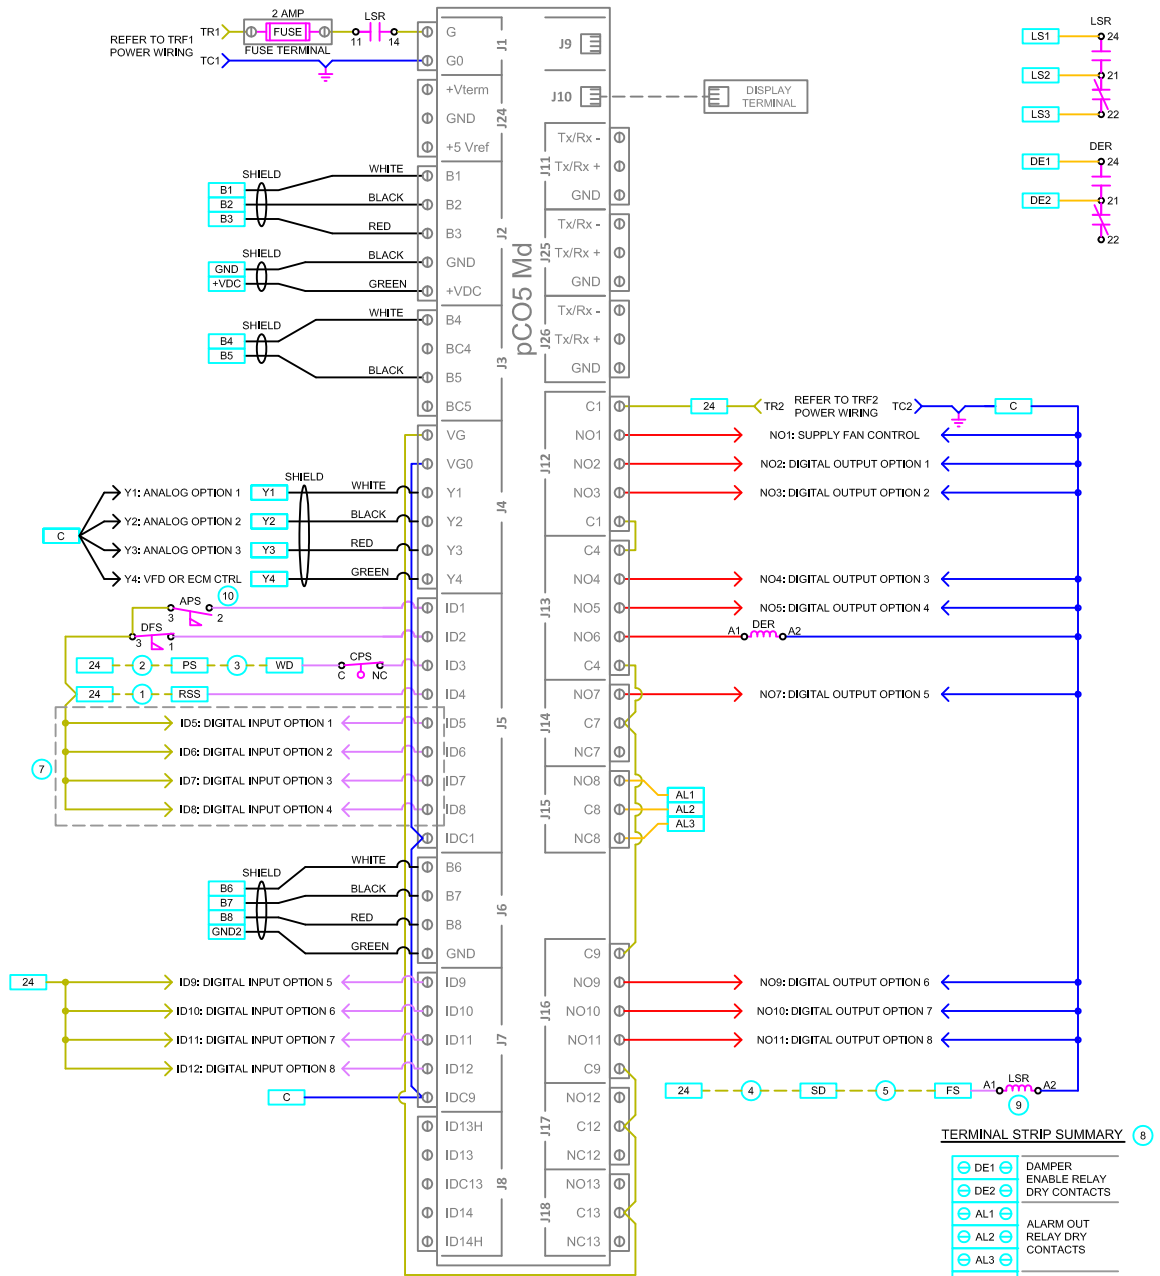 2 AMP
LSR
TR1
FUSE
11
14
REFER TO TRF1
POWER WIRING
FUSE TERMINAL
TC1
G
G0
J1
+Vterm
GND
+5 Vref
J24
SHIELD
B1
B2
B3
WHITE
BLACK
RED
B1
B2
B3
SHIELD
GND
+VDC
BLACK
GREEN
GND
+VDC
J2
SHIELD
B4
B5
WHITE
BLACK
B4
BC4
B5
BC5
J3
VG
VG0
SHIELD
C
Y1: ANALOG OPTION 1
Y1
WHITE
Y1
Y2: ANALOG OPTION 2
Y2
BLACK
Y2
Y3: ANALOG OPTION 3
Y3
RED
Y3
Y4: VFD OR ECM CTRL
Y4
GREEN
Y4
J4
APS
3
2
10
ID1
DFS
3
1
ID2
24
2
PS
3
WD
CPS
C
NC
ID3
24
1
RSS
ID4
7
ID5: DIGITAL INPUT OPTION 1
ID5
ID6: DIGITAL INPUT OPTION 2
ID6
ID7: DIGITAL INPUT OPTION 3
ID7
ID8: DIGITAL INPUT OPTION 4
ID8
IDC1
J5
SHIELD
B6
B7
B8
GND2
WHITE
BLACK
RED
GREEN
B6
B7
B8
GND
J6
24
ID9: DIGITAL INPUT OPTION 5
ID9
ID10: DIGITAL INPUT OPTION 6
ID10
ID11: DIGITAL INPUT OPTION 7
ID11
ID12: DIGITAL INPUT OPTION 8
ID12
C
IDC9
J7
ID13H
ID13
IDC13
ID14
ID14H
J8
pCO5 Md
J9
J10
DISPLAY
TERMINAL
Tx/Rx -
Tx/Rx +
GND
J11
Tx/Rx -
Tx/Rx +
GND
J25
Tx/Rx -
Tx/Rx +
GND
J26
C1
NO1
NO2
NO3
C1
J12
24
TR2
REFER TO TRF2
POWER WIRING
TC2
C
NO1: SUPPLY FAN CONTROL
NO2: DIGITAL OUTPUT OPTION 1
NO3: DIGITAL OUTPUT OPTION 2
C4
NO4
NO5
NO6
C4
J13
NO4: DIGITAL OUTPUT OPTION 3
NO5: DIGITAL OUTPUT OPTION 4
A1
DER
A2
NO7
C7
NC7
J14
NO7: DIGITAL OUTPUT OPTION 5
NO8
C8
NC8
J15
AL1
AL2
AL3
C9
NO9
NO10
NO11
C9
J16
NO9: DIGITAL OUTPUT OPTION 6
NO10: DIGITAL OUTPUT OPTION 7
NO11: DIGITAL OUTPUT OPTION 8
24
4
SD
5
FS
A1
LSR
A2
9
NO12
C12
NC12
J17
NO13
C13
NC13
J18
LSR
LS1
24
LS2
21
LS3
22
DER
DE1
24
DE2
21
22
TERMINAL STRIP SUMMARY
8
DE1
DE2
DAMPER
ENABLE RELAY
DRY CONTACTS
AL1
AL2
AL3
ALARM OUT
RELAY DRY
CONTACTS